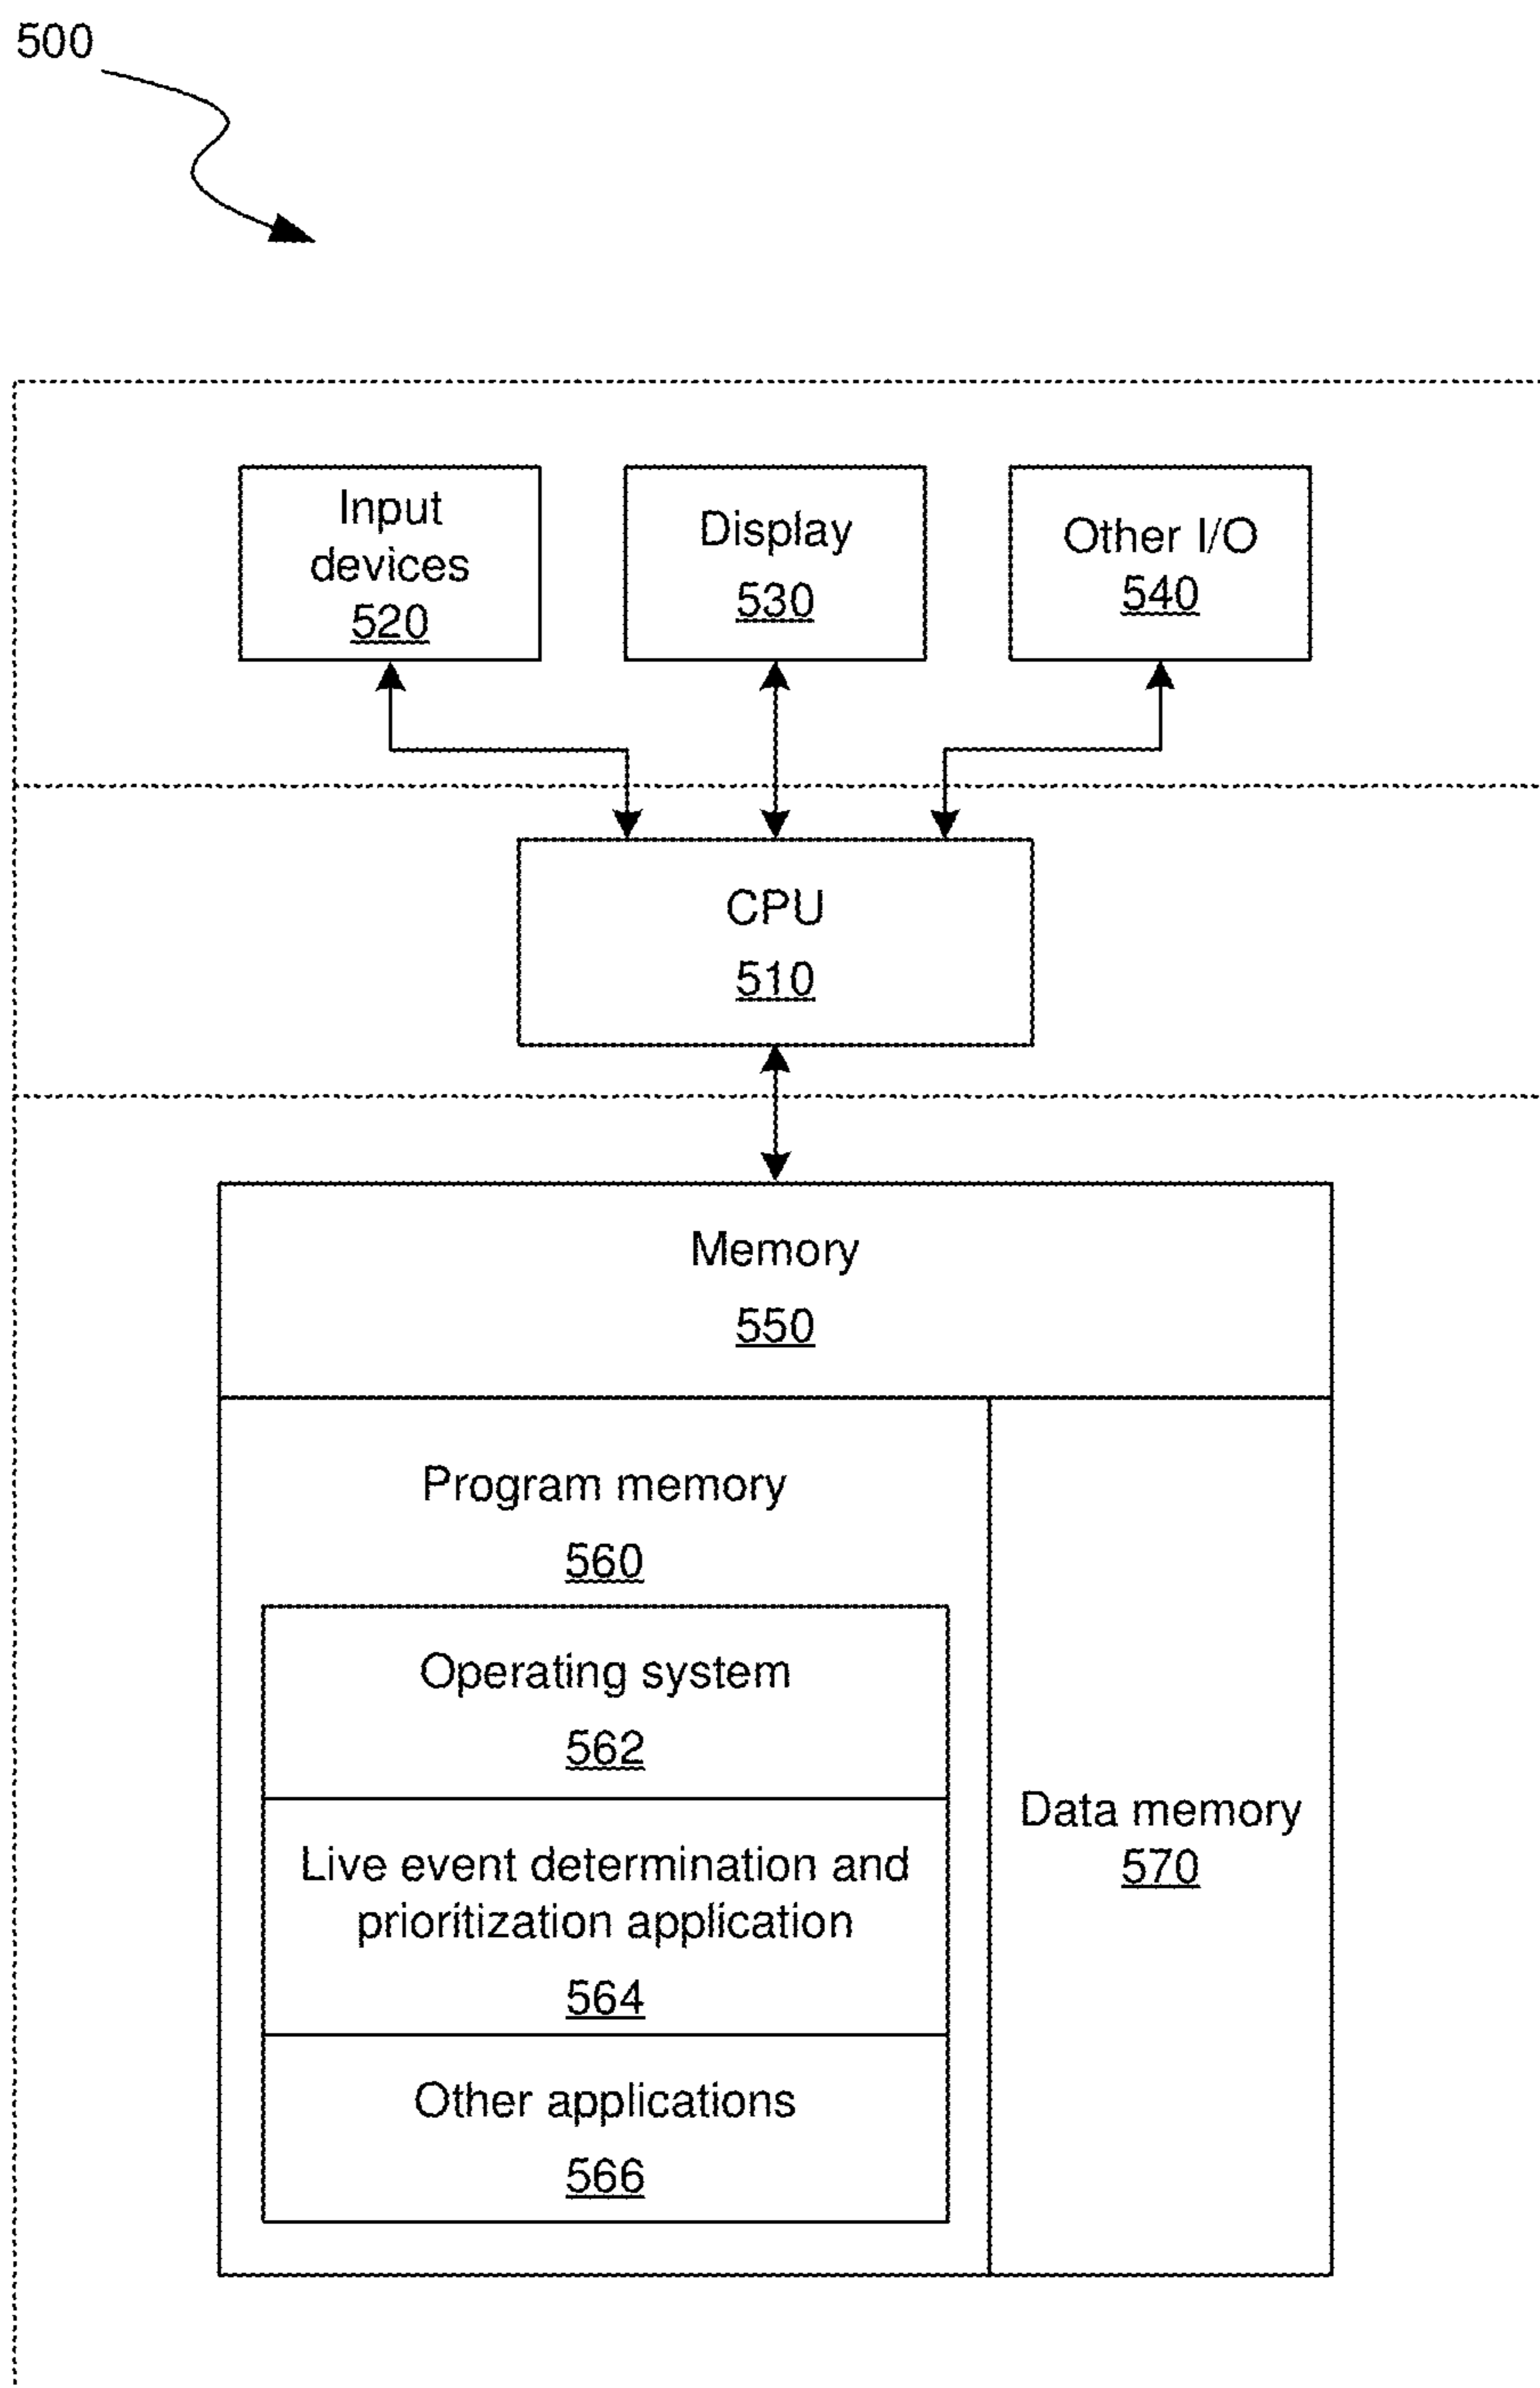 500
Input
devices
520
Display
530
Other I/O
540
CPU
510
Memory
550
Program memory
560
Operating system
562
Live event determination and
prioritization application
564
Other applications
566
Data memory
570